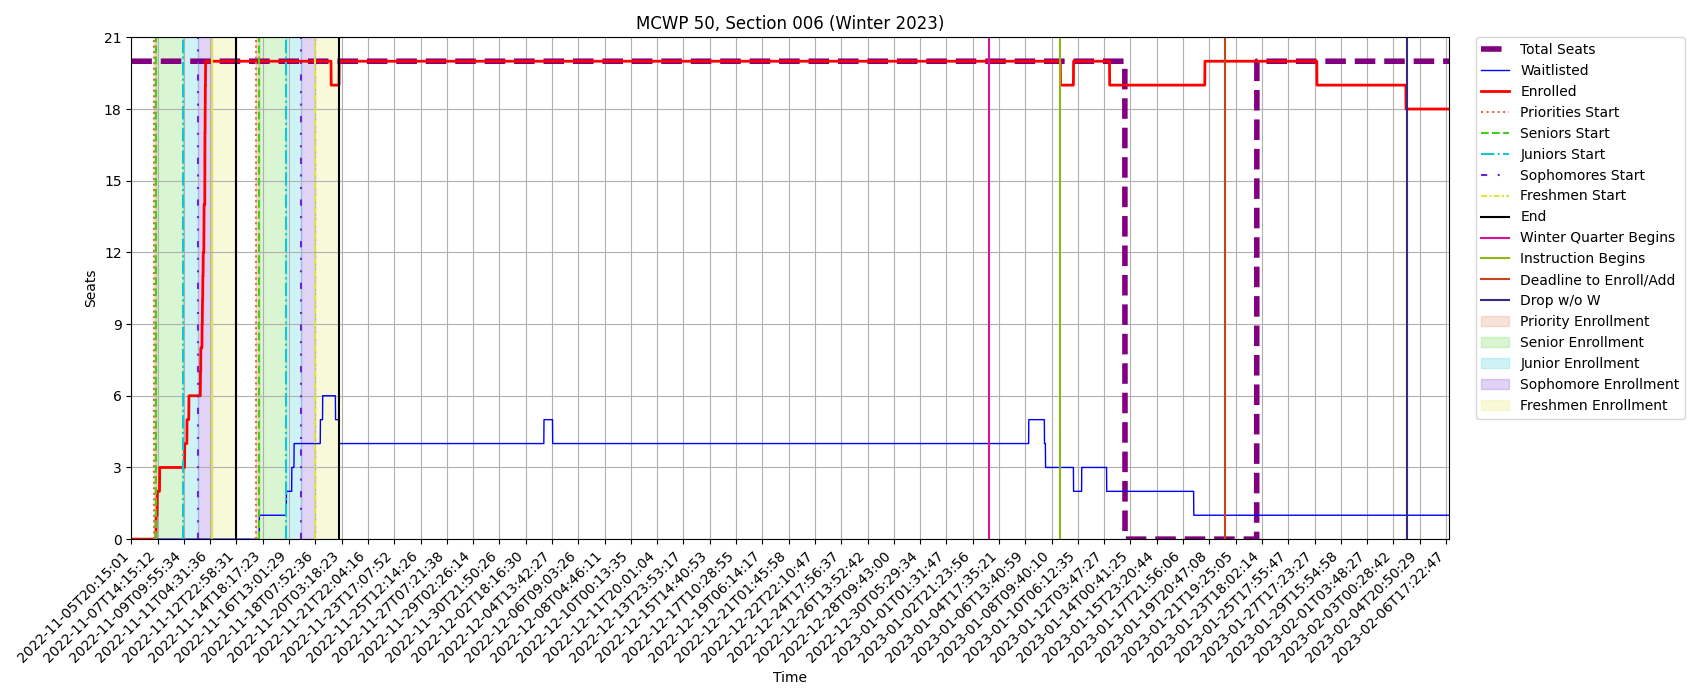 MCWP 50, Section 006 (Winter 2023)
21
18
15
12
9
6
3
0
Seats
2022-11-05T20:15:01
2022-11-07T14:15:12
2022-11-09T09:55:34
2022-11-11T04:31:36
2022-11-12T22:58:31
2022-11-14T18:17:23
2022-11-16T13:01:29
2022-11-18T07:52:36
2022-11-20T03:18:23
2022-11-21T22:04:16
2022-11-23T17:07:52
2022-11-25T12:14:26
2022-11-27T07:21:38
2022-11-29T02:26:14
2022-11-30T21:50:26
2022-12-02T18:16:30
2022-12-04T13:42:27
2022-12-06T09:03:26
2022-12-08T04:46:11
2022-12-10T00:13:35
2022-12-11T20:01:04
2022-12-13T23:53:17
2022-12-15T14:40:53
2022-12-17T10:28:55
2022-12-19T06:14:17
2022-12-21T01:45:58
2022-12-22T22:10:47
2022-12-24T17:56:37
2022-12-26T13:52:42
2022-12-28T09:43:00
2022-12-30T05:29:34
2023-01-01T01:31:47
2023-01-02T21:23:56
2023-01-04T17:35:21
2023-01-06T13:40:59
2023-01-08T09:40:10
2023-01-10T06:12:35
2023-01-12T03:47:27
2023-01-14T00:41:25
2023-01-15T23:20:44
2023-01-17T21:56:06
2023-01-19T20:47:08
2023-01-21T19:25:05
2023-01-23T18:02:14
2023-01-25T17:55:47
2023-01-27T17:23:27
2023-01-29T15:54:58
2023-02-01T03:48:27
2023-02-03T00:28:42
2023-02-04T20:50:29
2023-02-06T17:22:47
Time
Total Seats
Waitlisted
Enrolled
Priorities Start
Seniors Start
Juniors Start
Sophomores Start
Freshmen Start
End
Winter Quarter Begins
Instruction Begins
Deadline to Enroll/Add
Drop w/o W
Priority Enrollment
Senior Enrollment
Junior Enrollment
Sophomore Enrollment
Freshmen Enrollment